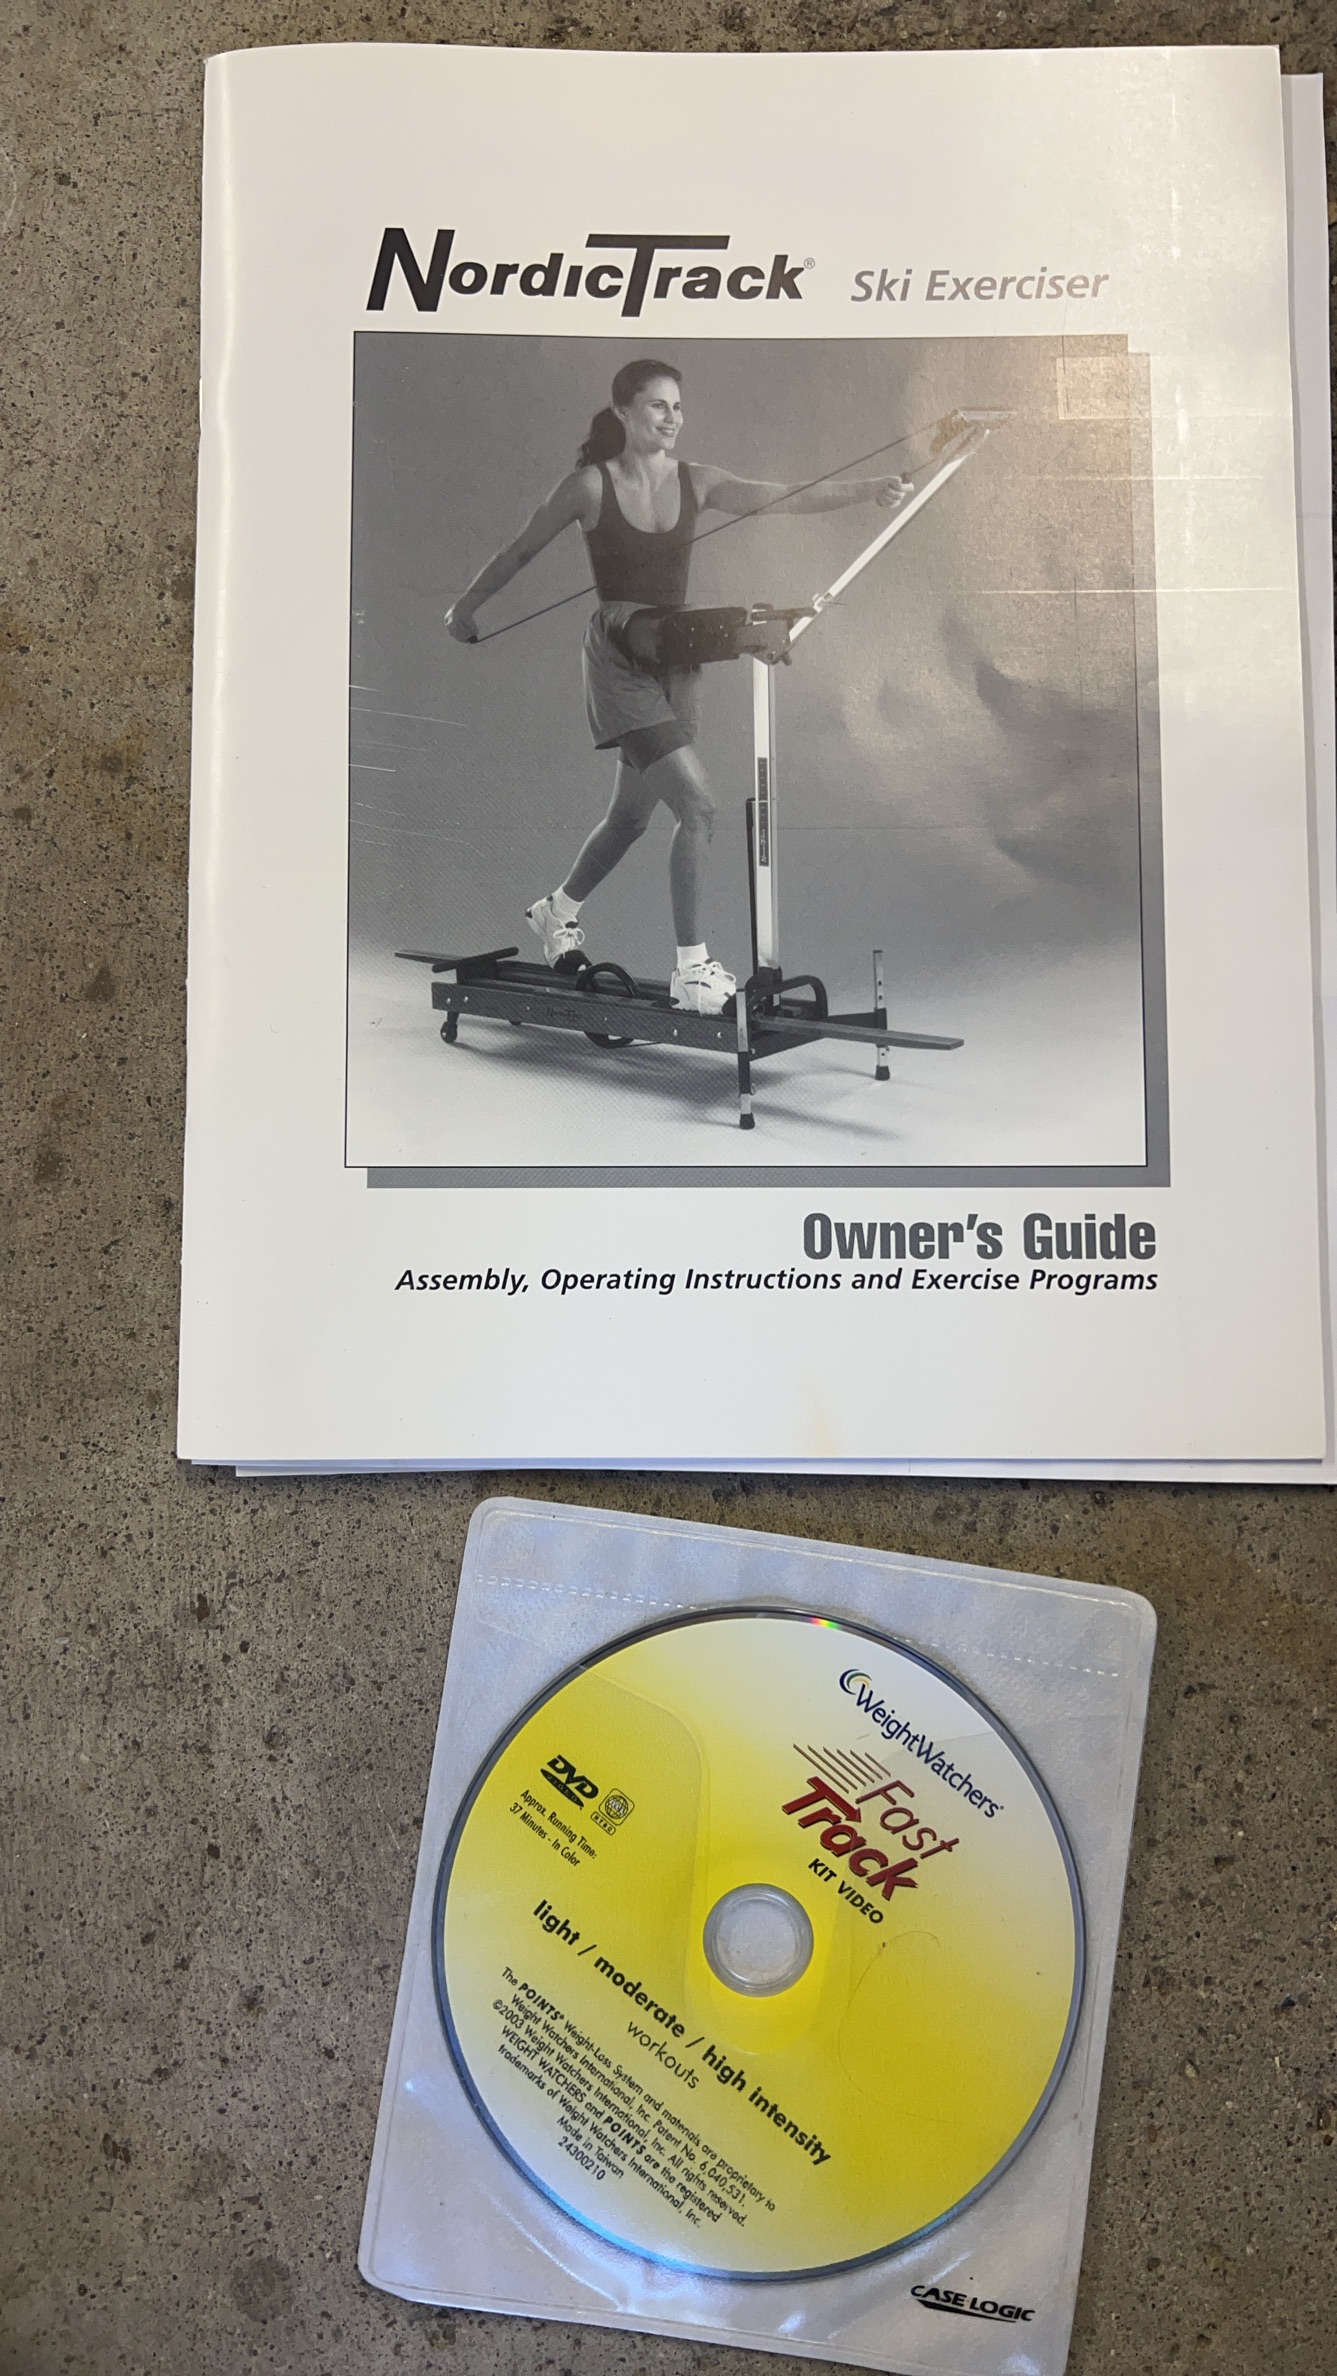 NordicTrack® Ski Exerciser
NordicTrack
Owner's Guide
Assembly, Operating Instructions and Exercise Programs
WeightWatchers®
Fast
Track
KIT VIDEO
DVD
VIDEO
NTSC
Approx. Running Time:
37 Minutes - In Color
light / moderate / high intensity
workouts
The POINTS® Weight-Loss System and materials are proprietary to
Weight Watchers International, Inc. Patent No. 6,040,531.
©2003 Weight Watchers International, Inc. All rights reserved.
WEIGHT WATCHERS and POINTS are the registered
trademarks of Weight Watchers International, Inc.
Made in Taiwan
24300210
CASE LOGIC